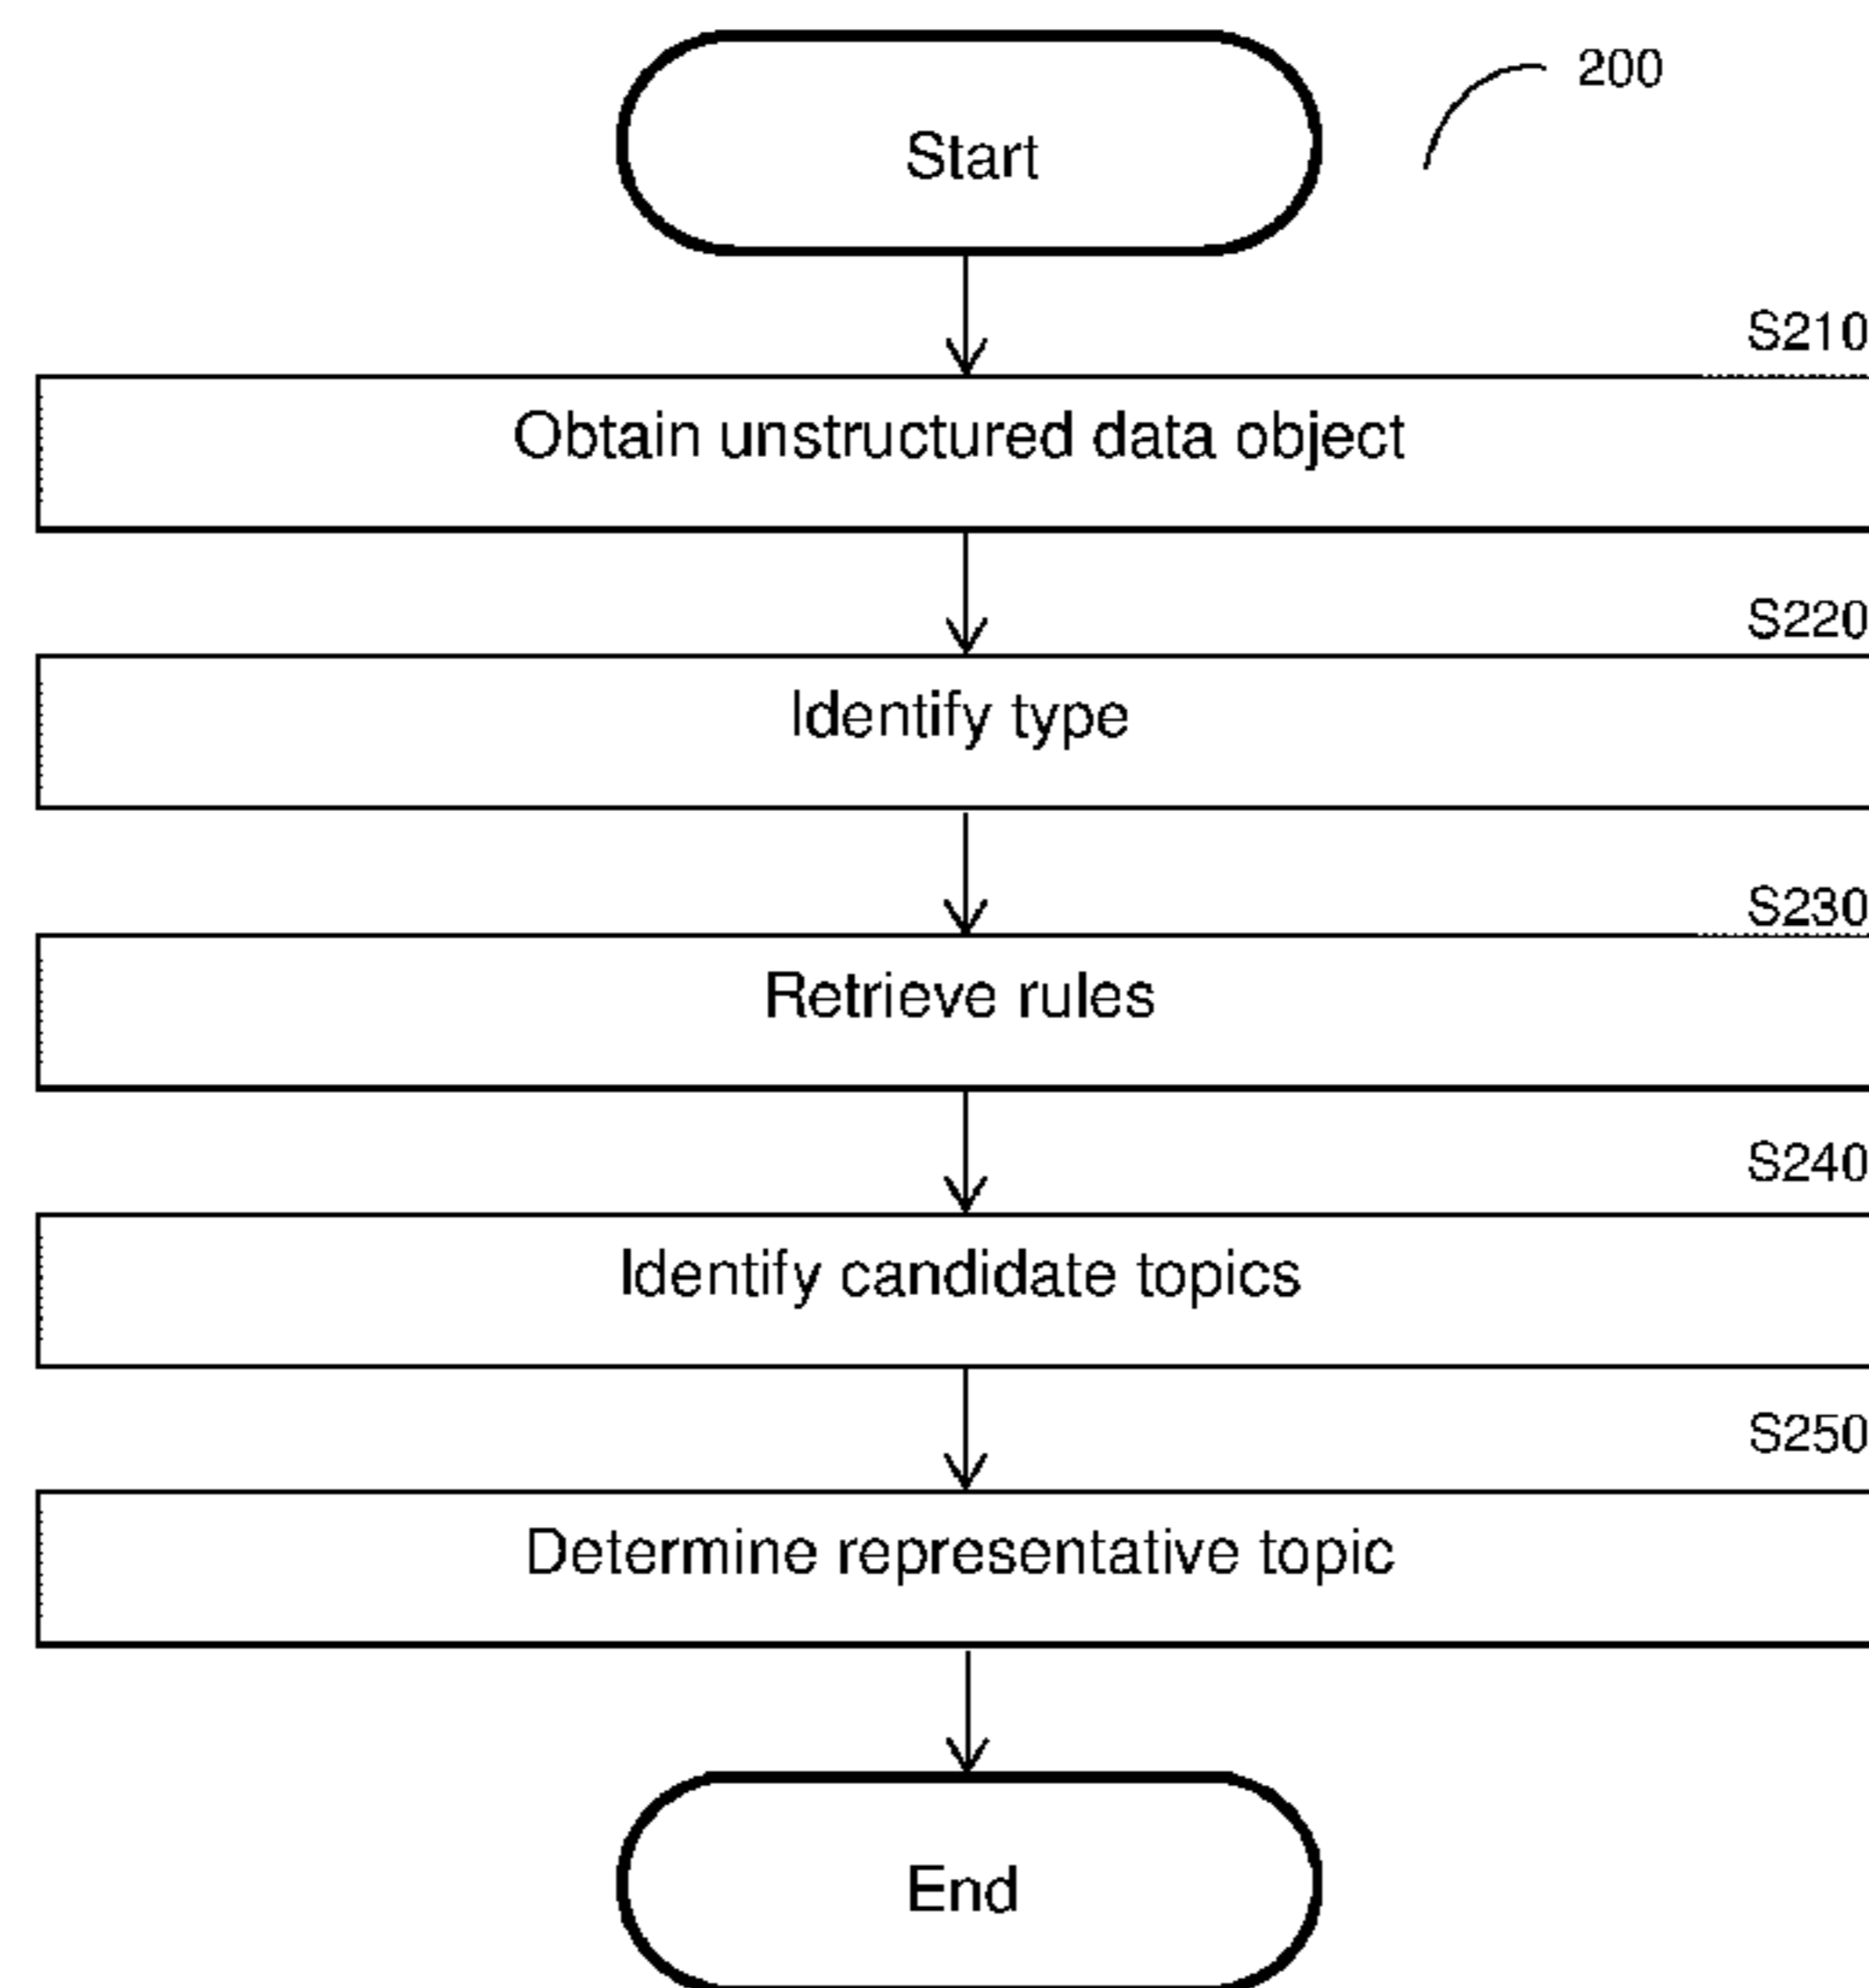 Start
200
S210
Obtain unstructured data object
S220
Identify type
S230
Retrieve rules
S240
Identify candidate topics
S250
Determine representative topic
End